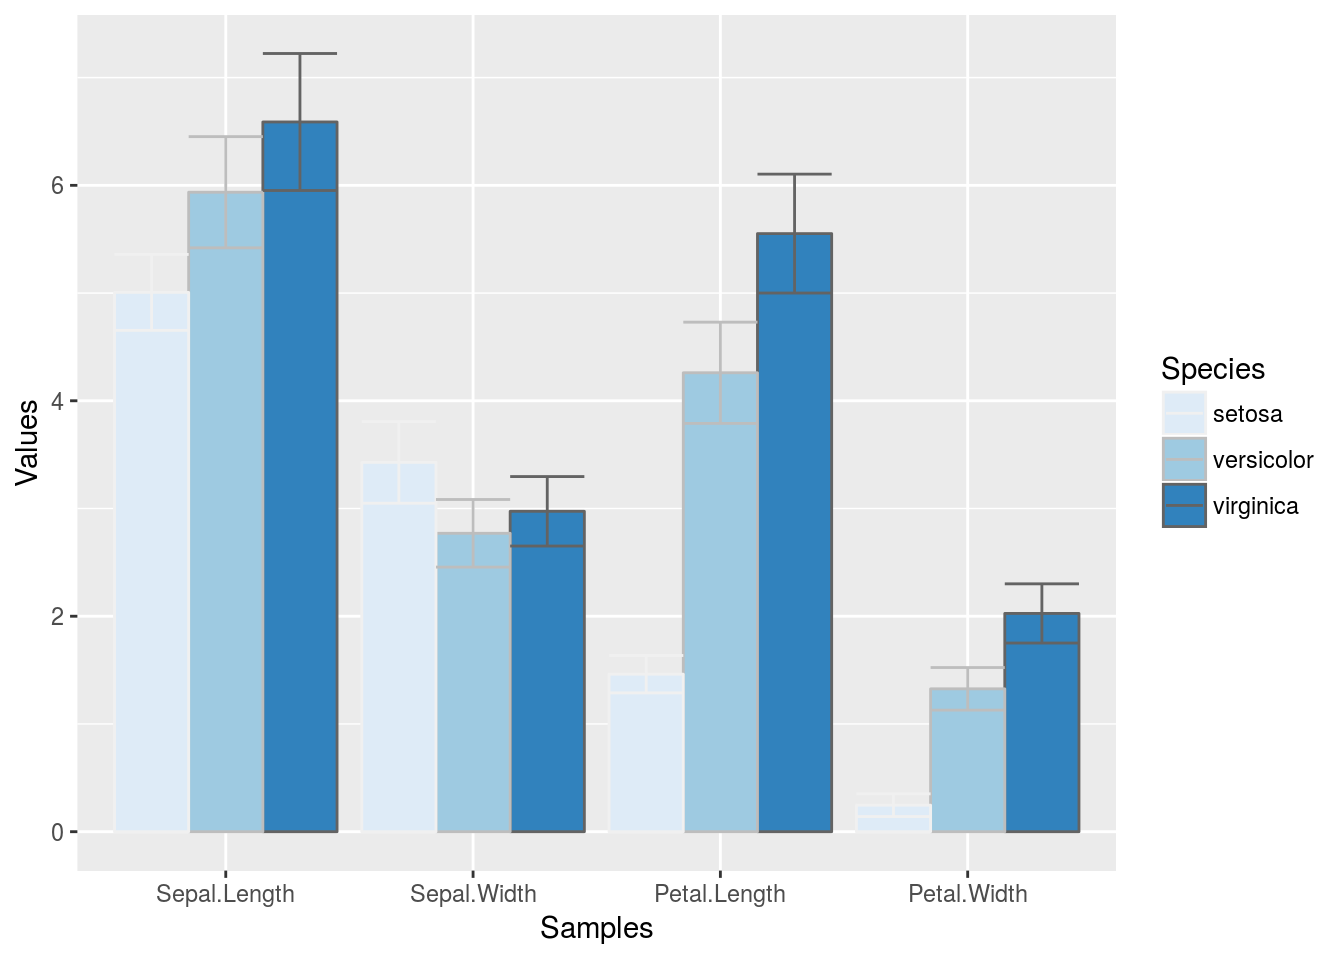 Values
6
4
2
0
Sepal.Length
Sepal.Width
Petal.Length
Petal.Width
Samples
Species
setosa
versicolor
virginica